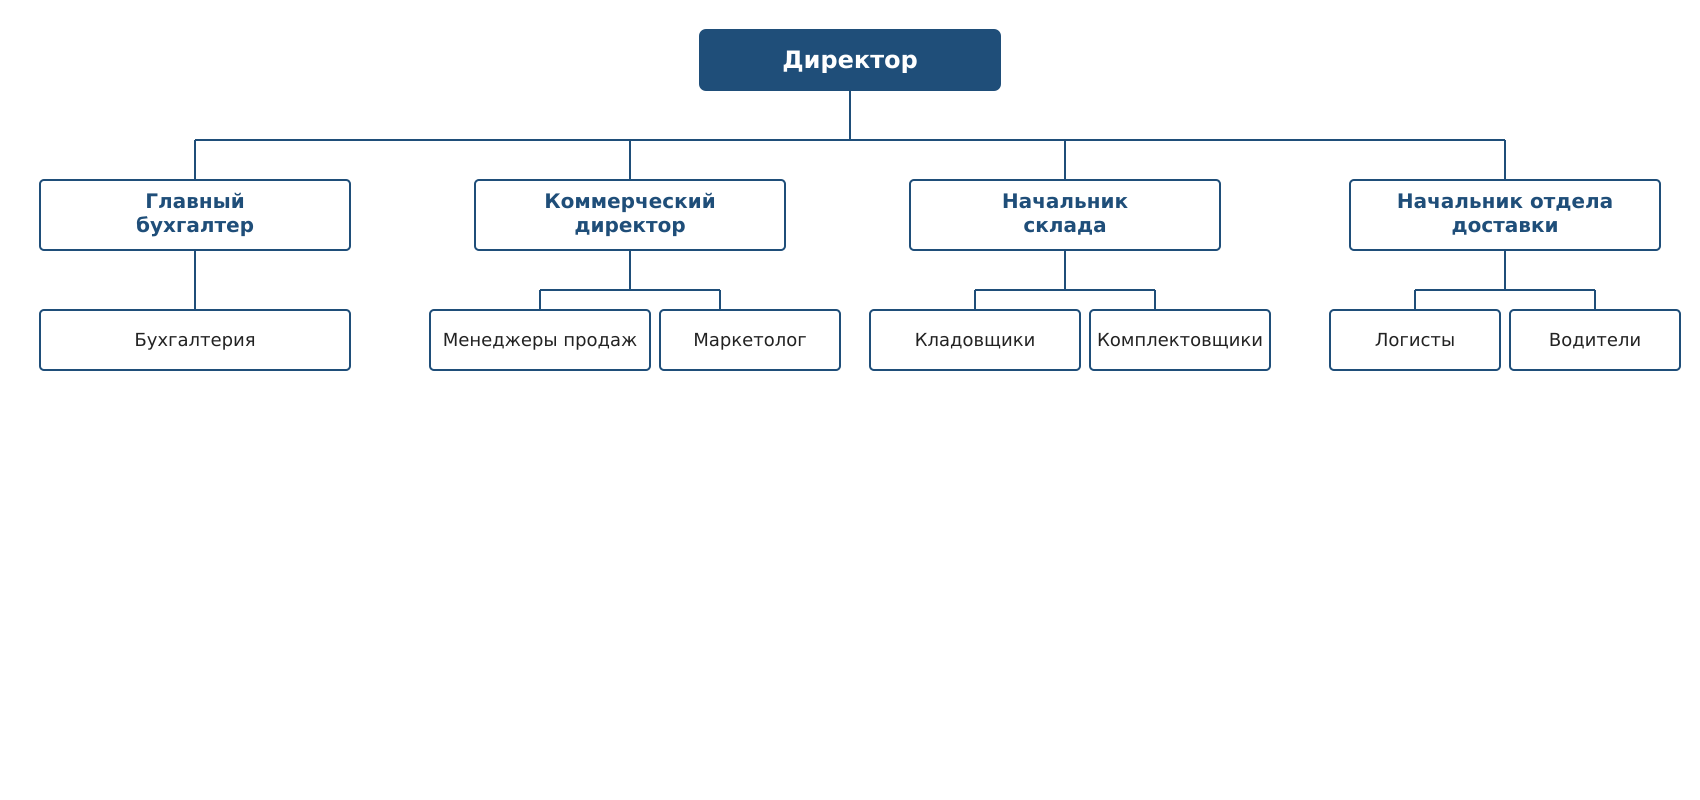 Директор
Главный
бухгалтер
Коммерческий
директор
Начальник
склада
Начальник отдела
доставки
Бухгалтерия
Менеджеры продаж
Маркетолог
Кладовщики
Комплектовщики
Логисты
Водители